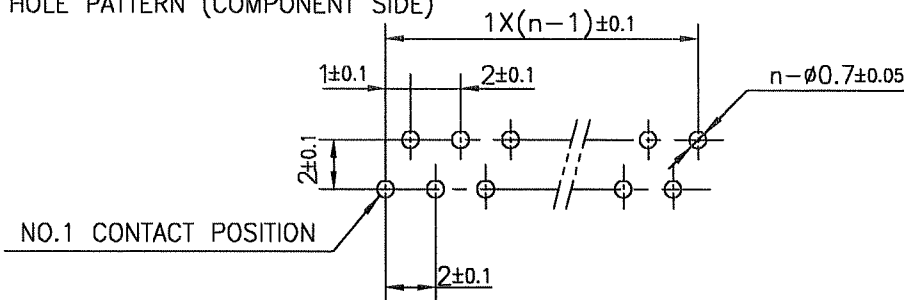 HOLE PATTERN (COMPONENT SIDE)
1X(n-1)±0.1
1±0.1
2±0.1
n-ø0.7±0.05
2±0.1
NO.1 CONTACT POSITION
2±0.1